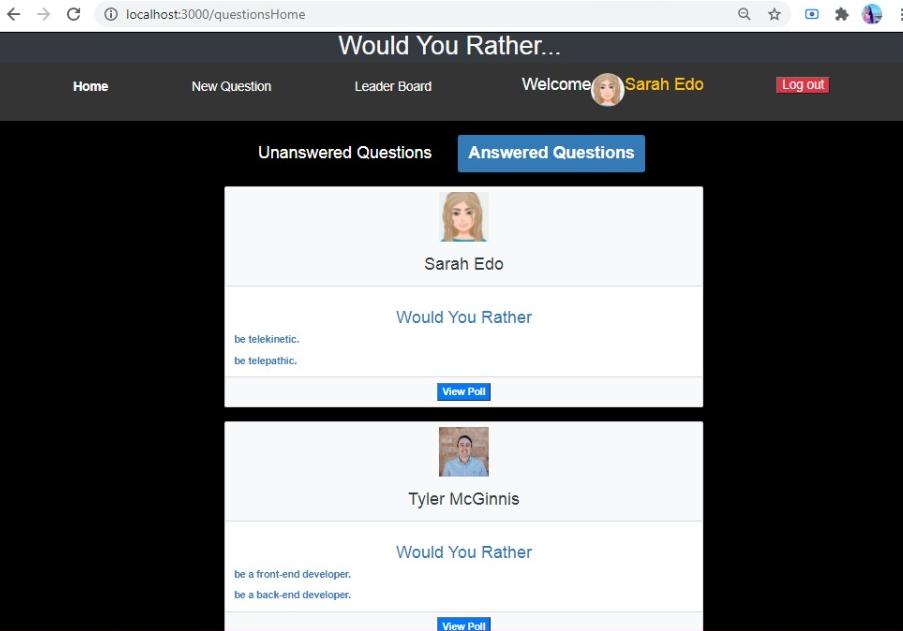 localhost:3000/questionsHome
Would You Rather...
Home New Question Leader Board Welcome Sarah Edo Log out
Unanswered Questions Answered Questions
Sarah Edo
Would You Rather
be telekinetic.
be telepathic.
View Poll
Tyler McGinnis
Would You Rather
be a front-end developer.
be a back-end developer.
View Poll